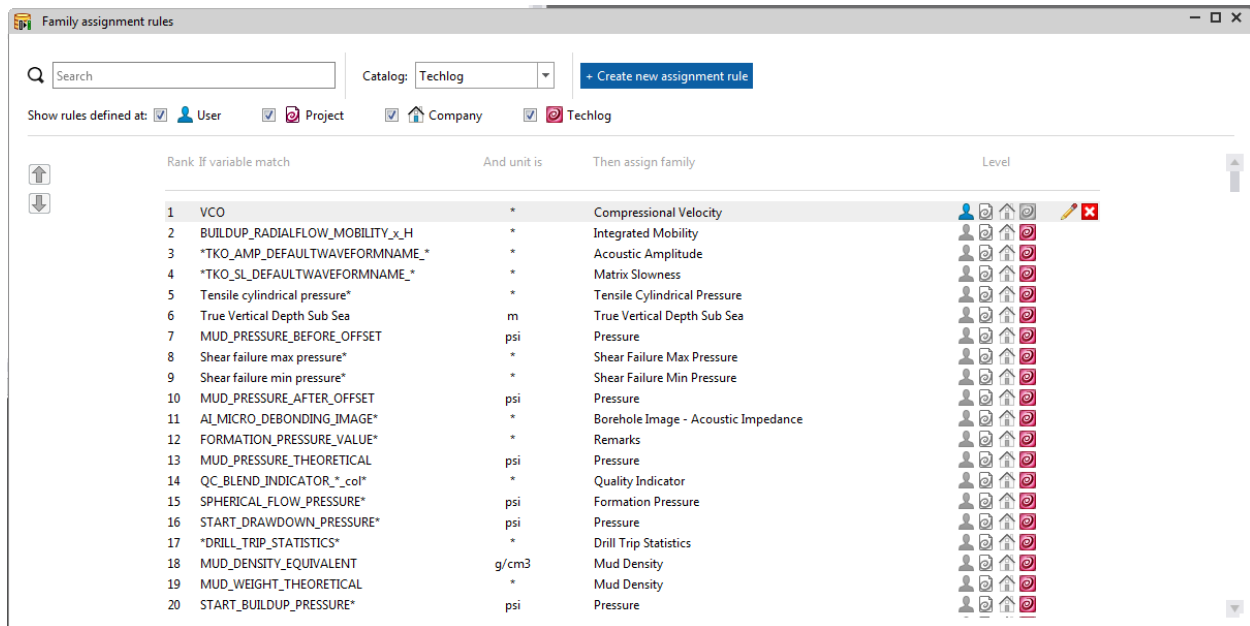 Family assignment rules
Search Catalog: Techlog + Create new assignment rule
Show rules defined at: User Project Company Techlog
Rank If variable match And unit is Then assign family Level
1 VCO * Compressional Velocity
2 BUILDUP_RADIALFLOW_MOBILITY_x_H * Integrated Mobility
3 *TKO_AMP_DEFAULTWAVEFORMNAME_* * Acoustic Amplitude
4 *TKO_SL_DEFAULTWAVEFORMNAME_* * Matrix Slowness
5 Tensile cylindrical pressure* * Tensile Cylindrical Pressure
6 True Vertical Depth Sub Sea m True Vertical Depth Sub Sea
7 MUD_PRESSURE_BEFORE_OFFSET psi Pressure
8 Shear failure max pressure* * Shear Failure Max Pressure
9 Shear failure min pressure* * Shear Failure Min Pressure
10 MUD_PRESSURE_AFTER_OFFSET psi Pressure
11 AI_MICRO_DEBONDING_IMAGE* * Borehole Image - Acoustic Impedance
12 FORMATION_PRESSURE_VALUE* * Remarks
13 MUD_PRESSURE_THEORETICAL psi Pressure
14 QC_BLEND_INDICATOR_*_col* * Quality Indicator
15 SPHERICAL_FLOW_PRESSURE* psi Formation Pressure
16 START_DRAWDOWN_PRESSURE* psi Pressure
17 *DRILL_TRIP_STATISTICS* * Drill Trip Statistics
18 MUD_DENSITY_EQUIVALENT g/cm3 Mud Density
19 MUD_WEIGHT_THEORETICAL * Mud Density
20 START_BUILDUP_PRESSURE* psi Pressure